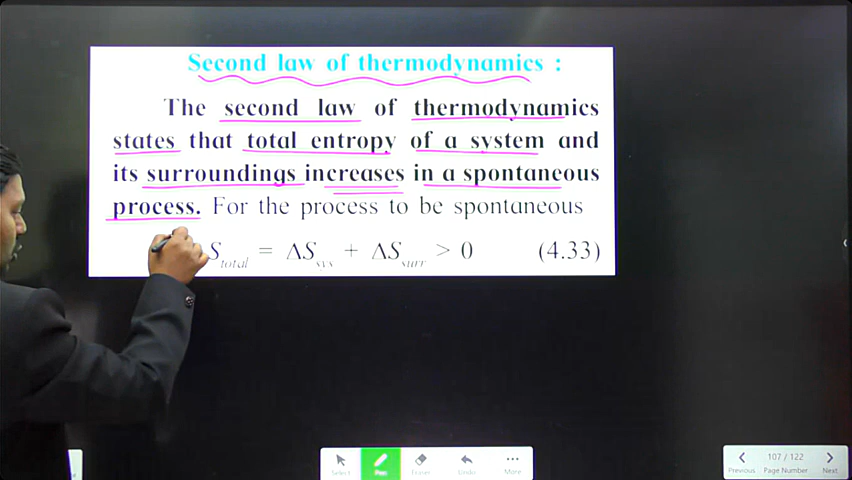 Second law of thermodynamics :
The second law of thermodynamics
states that total entropy of a system and
its surroundings increases in a spontaneous
process. For the process to be spontaneous
S_total = ΔS_sys + ΔS_surr > 0 (4.33)
Select Pen Eraser Undo More
107 / 122
Previous Page Number Next